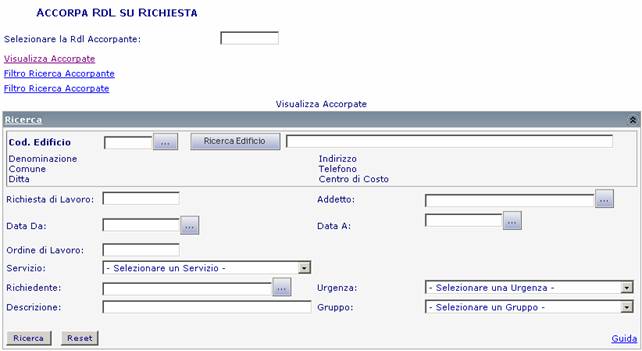 ACCORPA RDL SU RICHIESTA
Selezionare la Rdl Accorpante:
Visualizza Accorpate
Filtro Ricerca Accorpante
Filtro Ricerca Accorpate
Visualizza Accorpate
Ricerca
Cod. Edificio ... Ricerca Edificio
Denominazione Indirizzo
Comune Telefono
Ditta Centro di Costo
Richiesta di Lavoro: Addetto: ...
Data Da: ... Data A: ...
Ordine di Lavoro:
Servizio: - Selezionare un Servizio -
Richiedente: ... Urgenza: - Selezionare una Urgenza -
Descrizione: Gruppo: - Selezionare un Gruppo -
Ricerca Reset Guida